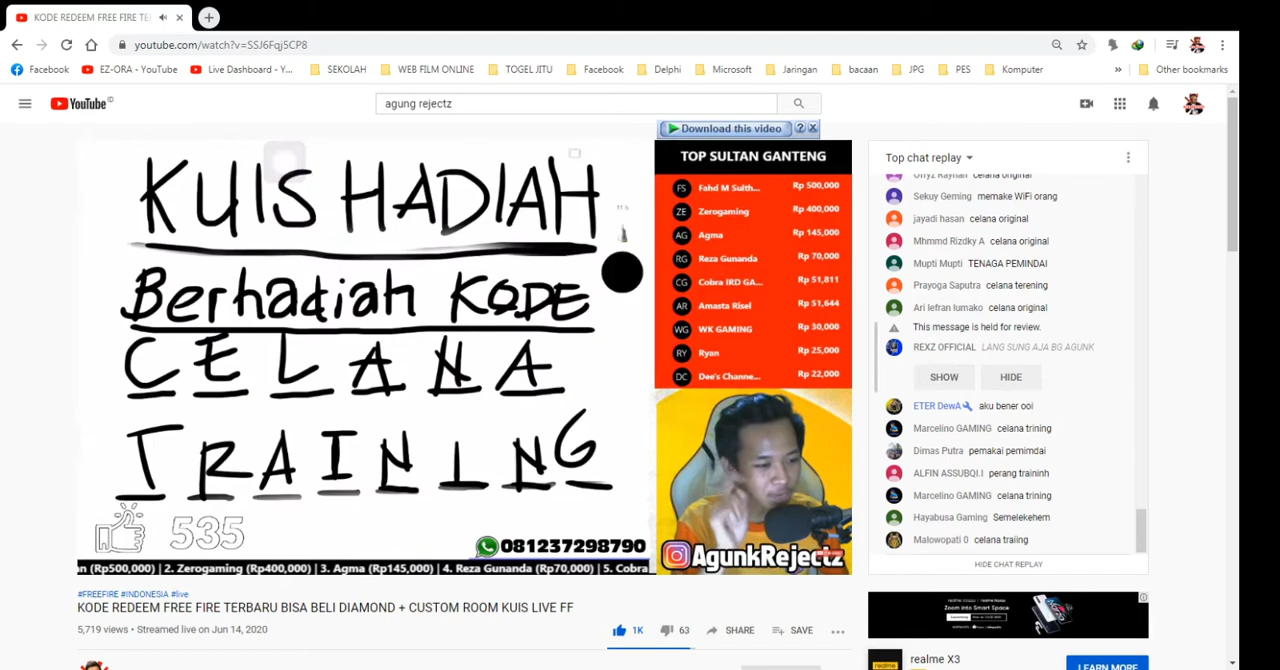 KODE REDEEM FREE FIRE TE
youtube.com/watch?v=SSJ6Fqj5CP8
Facebook
EZ-ORA - YouTube
Live Dashboard - Y...
SEKOLAH
WEB FILM ONLINE
TOGEL JITU
Facebook
Delphi
Microsoft
Jaringan
bacaan
JPG
PES
Komputer
»
Other bookmarks
YouTube ID
agung rejectz
Download this video ? X
KUIS HADIAH
Berhadiah KODE
CELANA
TRAINING
535
081237298790
n (Rp500,000) | 2. Zerogaming(Rp400,000) | 3. Agma(Rp145,000) | 4. Reza Gunanda(Rp70,000) | 5. Cobra
TOP SULTAN GANTENG
FS Fahd M Sulth... Rp 500,000
ZE Zerogaming Rp 400,000
AG Agma Rp 145,000
RG Reza Gunanda Rp 70,000
CG Cobra IRD GA... Rp 51,811
AR Amasta Risel Rp 51,644
WG WK GAMING Rp 30,000
RY Ryan Rp 25,000
DC Dee's Channe... Rp 22,000
AgunkRejectz
Top chat replay
celana original
Sekuy Geming memake WiFi orang
jayadi hasan celana original
Mhmmd Rizdky A celana original
Mupti Mupti TENAGA PEMINDAI
Prayoga Saputra celana terening
Ari lefran lumako celana original
This message is held for review.
REXZ OFFICIAL LANG SUNG AJA BG AGUNK
SHOW HIDE
ETER DewA aku bener ooi
Marcelino GAMING celana trining
Dimas Putra pemakai pemimdai
ALFIN ASSUBQI.I perang traininh
Marcelino GAMING celana trining
Hayabusa Gaming Semelekehem
Malowopati 0 celana traiing
HIDE CHAT REPLAY
#FREEFIRE #INDONESIA #live
KODE REDEEM FREE FIRE TERBARU BISA BELI DIAMOND + CUSTOM ROOM KUIS LIVE FF
5,719 views • Streamed live on Jun 14, 2020
1K
63
SHARE
SAVE
realme
Zoom into Smart Space
realme
realme X3
LEARN MORE